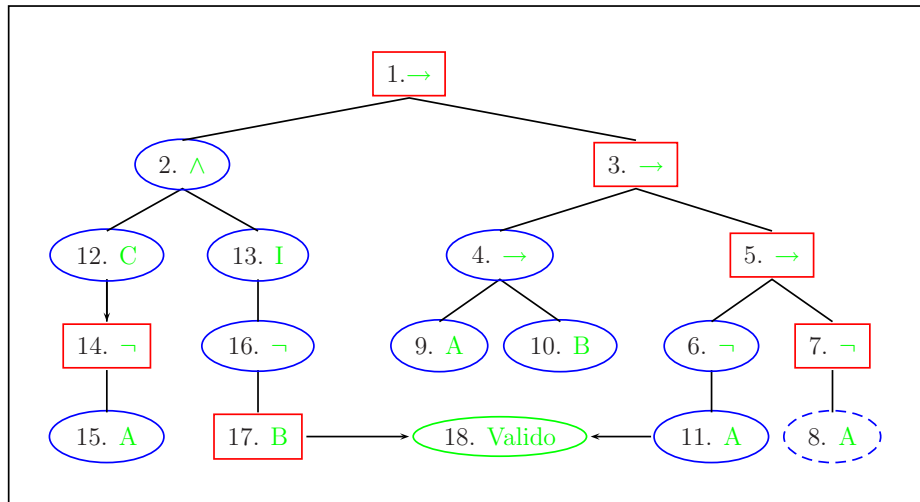 1.→
2. ∧
3. →
12. C
13. I
4. →
5. →
14. ¬
16. ¬
9. A
10. B
6. ¬
7. ¬
15. A
17. B
18. Valido
11. A
8. A